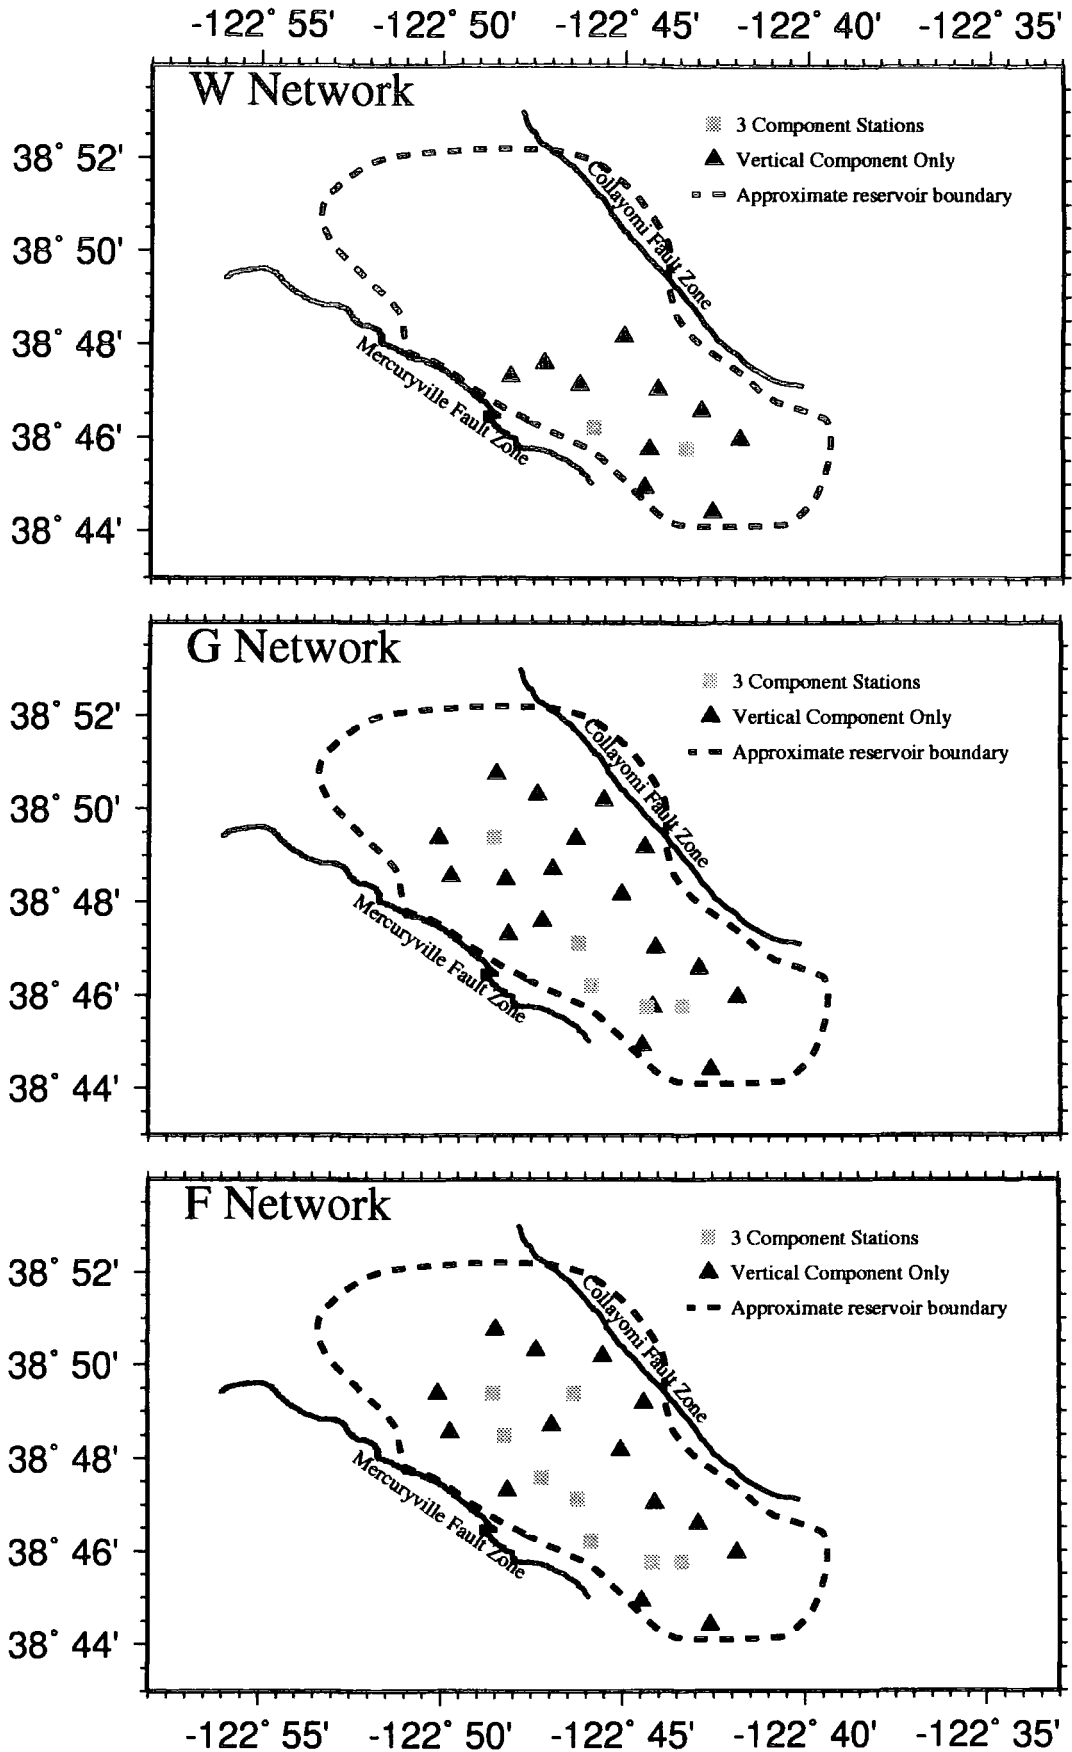 -122° 55' -122° 50' -122° 45' -122° 40' -122° 35'
W Network
3 Component Stations
Vertical Component Only
Approximate reservoir boundary
38° 52'
38° 50'
38° 48'
38° 46'
38° 44'
Collayomi Fault Zone
Mercuryville Fault Zone
G Network
3 Component Stations
Vertical Component Only
Approximate reservoir boundary
38° 52'
38° 50'
38° 48'
38° 46'
38° 44'
Collayomi Fault Zone
Mercuryville Fault Zone
F Network
3 Component Stations
Vertical Component Only
Approximate reservoir boundary
38° 52'
38° 50'
38° 48'
38° 46'
38° 44'
Collayomi Fault Zone
Mercuryville Fault Zone
-122° 55' -122° 50' -122° 45' -122° 40' -122° 35'